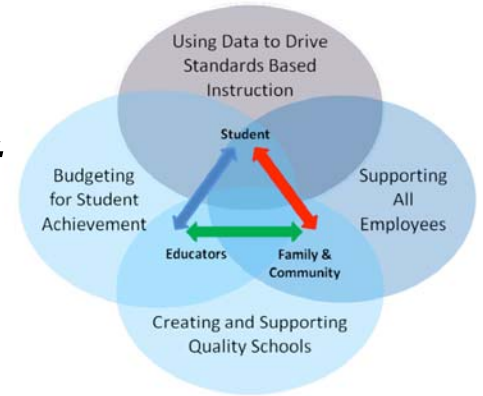 Using Data to Drive
Standards Based
Instruction
Student
Budgeting
for Student
Achievement
Supporting
All
Employees
Educators
Family &
Community
Creating and Supporting
Quality Schools